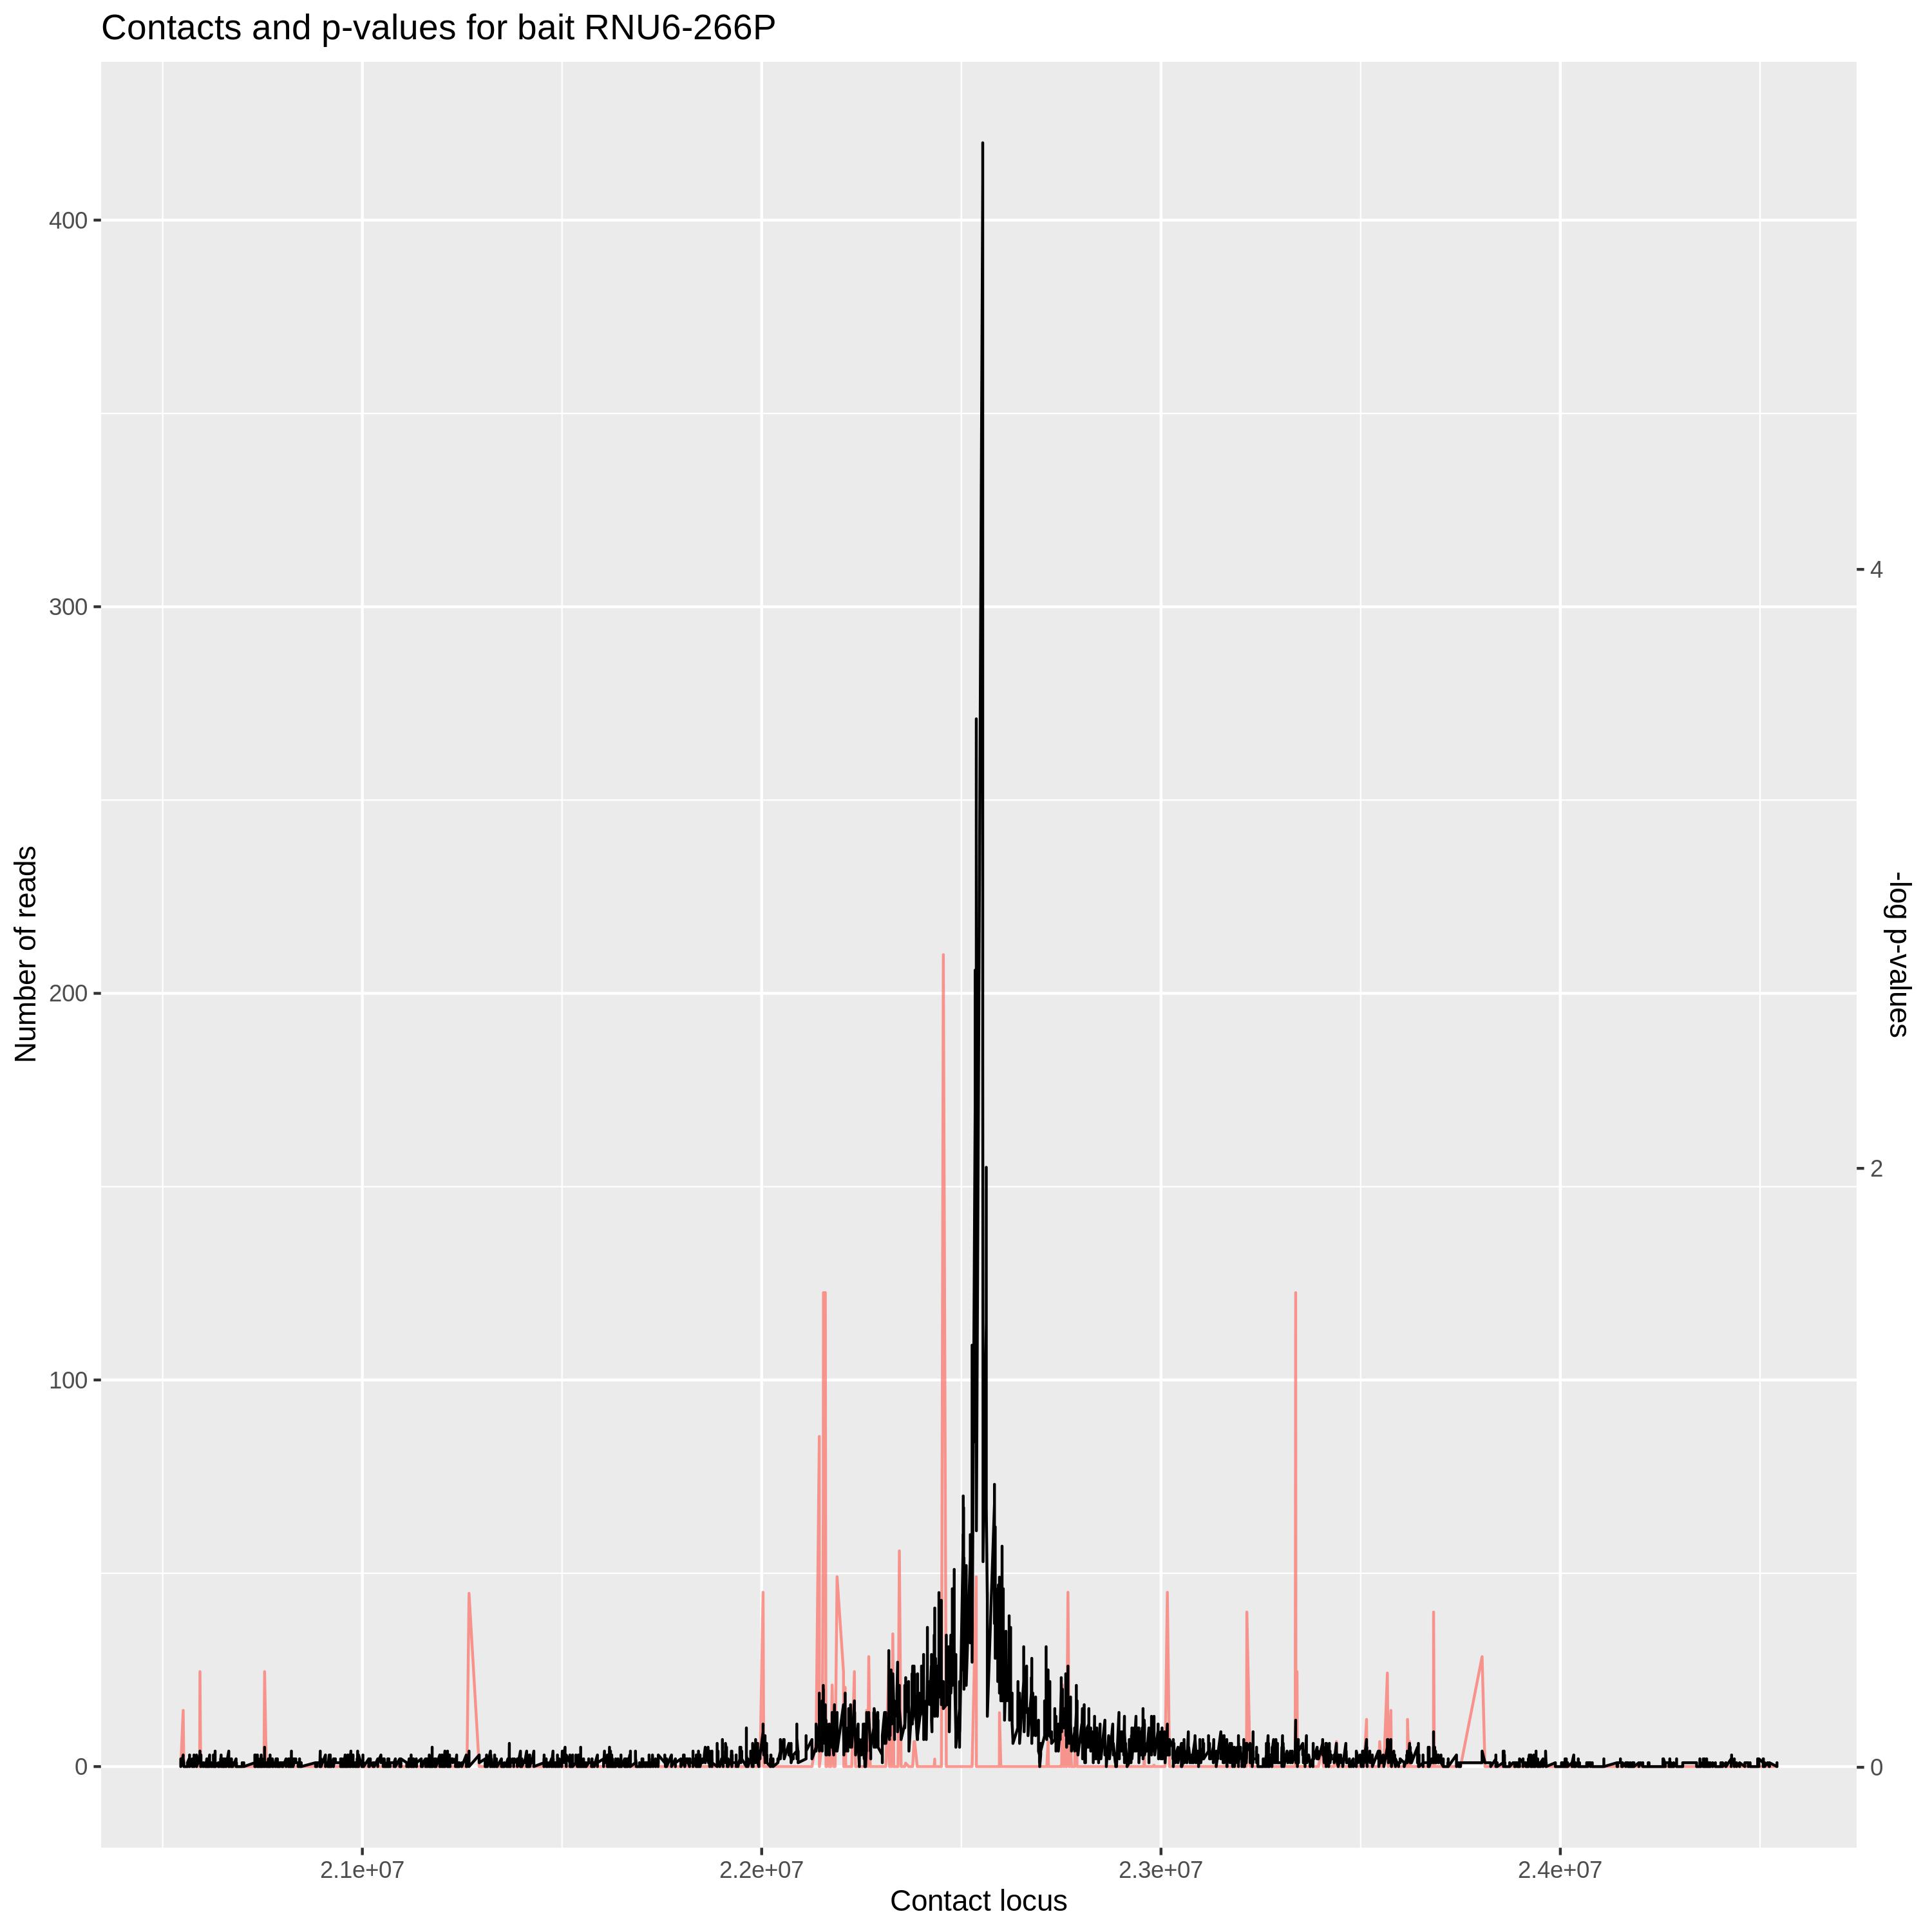 Contacts and p-values for bait RNU6-266P
400
300
200
100
0
Number of reads
4
2
0
-log p-values
2.1e+07
2.2e+07
2.3e+07
2.4e+07
Contact locus